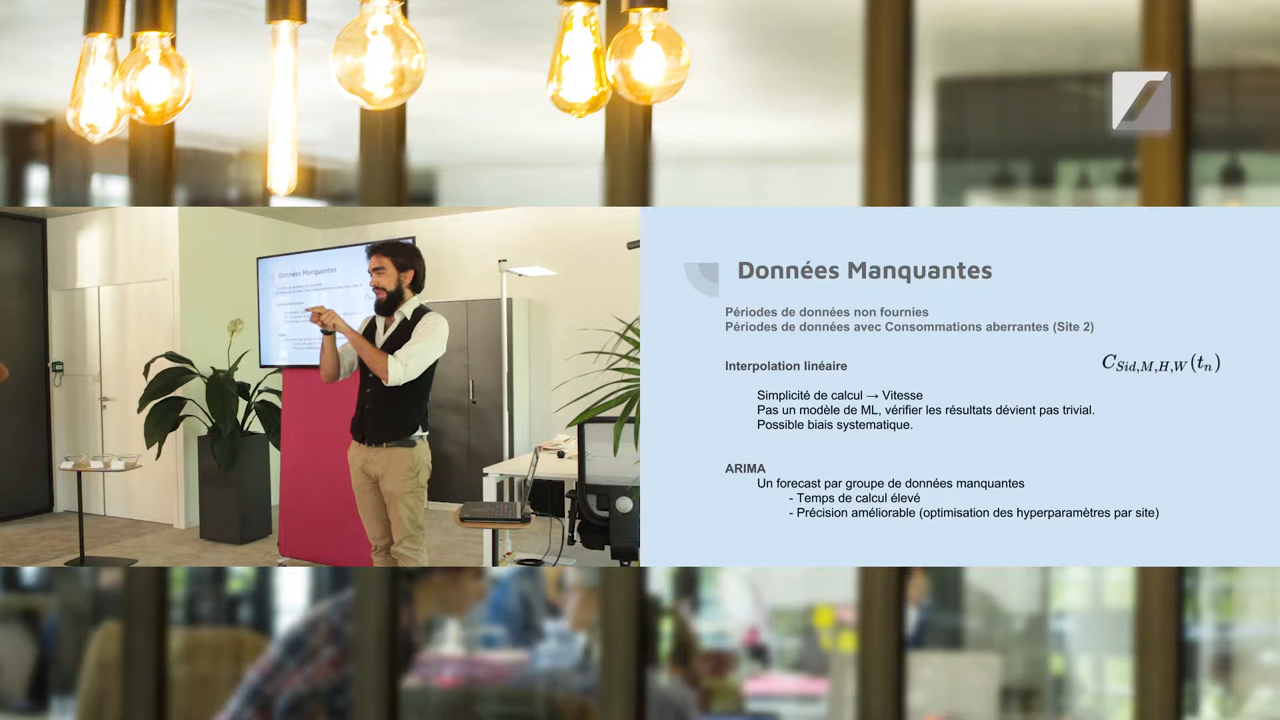 Données Manquantes
Données Manquantes
Périodes de données non fournies
Périodes de données avec Consommations aberrantes (Site 2)
Interpolation linéaire
C_{Sid,M,H,W}(t_n)
Simplicité de calcul → Vitesse
Pas un modèle de ML, vérifier les résultats dévient pas trivial.
Possible biais systematique.
ARIMA
Un forecast par groupe de données manquantes
- Temps de calcul élevé
- Précision améliorable (optimisation des hyperparamètres par site)